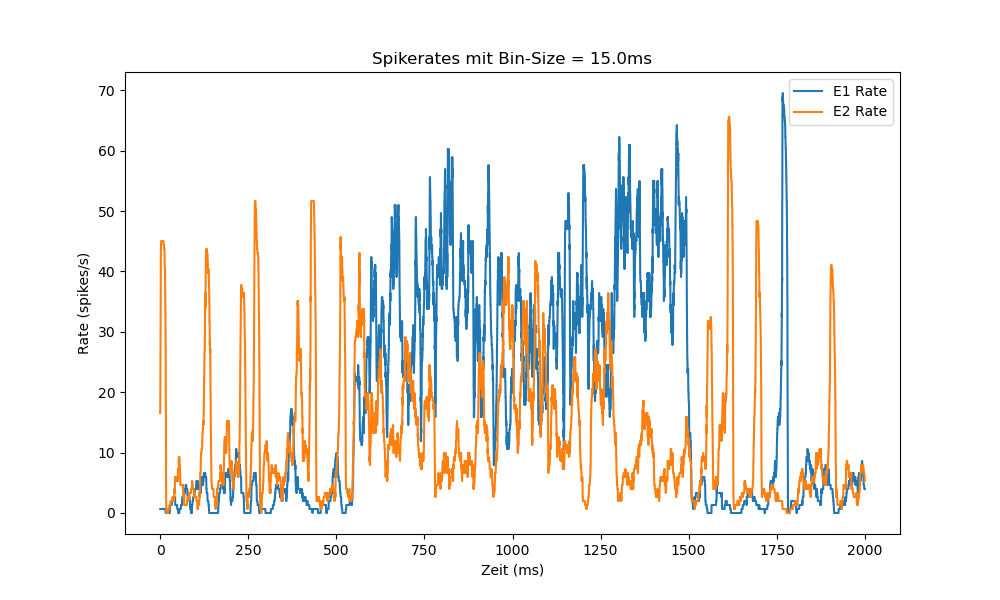 Spikerates mit Bin-Size = 15.0ms
E1 Rate
E2 Rate
70
60
50
40
30
20
10
0
Rate (spikes/s)
0 250 500 750 1000 1250 1500 1750 2000
Zeit (ms)